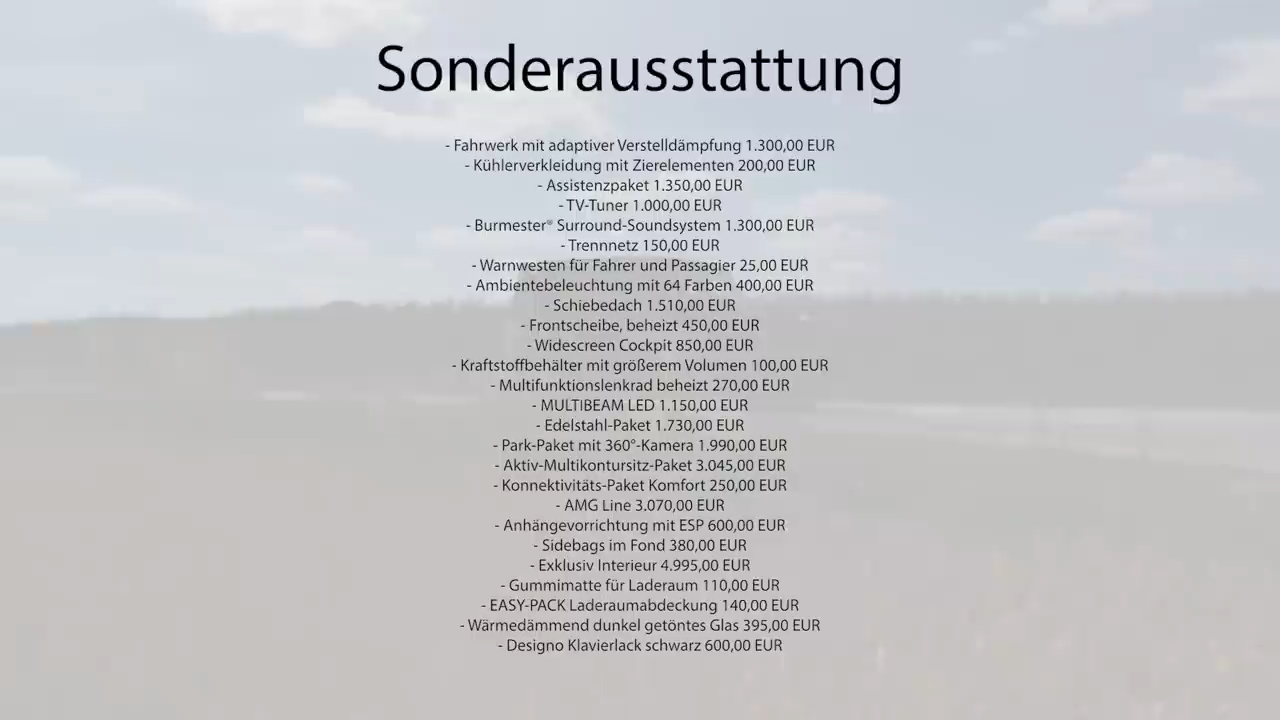 Sonderausstattung
- Fahrwerk mit adaptiver Verstelldämpfung 1.300,00 EUR
- Kühlerverkleidung mit Zierelementen 200,00 EUR
- Assistenzpaket 1.350,00 EUR
- TV-Tuner 1.000,00 EUR
- Burmester® Surround-Soundsystem 1.300,00 EUR
- Trennnetz 150,00 EUR
- Warnwesten für Fahrer und Passagier 25,00 EUR
- Ambientebeleuchtung mit 64 Farben 400,00 EUR
- Schiebedach 1.510,00 EUR
- Frontscheibe, beheizt 450,00 EUR
- Widescreen Cockpit 850,00 EUR
- Kraftstoffbehälter mit größerem Volumen 100,00 EUR
- Multifunktionslenkrad beheizt 270,00 EUR
- MULTIBEAM LED 1.150,00 EUR
- Edelstahl-Paket 1.730,00 EUR
- Park-Paket mit 360°-Kamera 1.990,00 EUR
- Aktiv-Multikontursitz-Paket 3.045,00 EUR
- Konnektivitäts-Paket Komfort 250,00 EUR
- AMG Line 3.070,00 EUR
- Anhängevorrichtung mit ESP 600,00 EUR
- Sidebags im Fond 380,00 EUR
- Exklusiv Interieur 4.995,00 EUR
- Gummimatte für Laderaum 110,00 EUR
- EASY-PACK Laderaumabdeckung 140,00 EUR
- Wärmedämmend dunkel getöntes Glas 395,00 EUR
- Designo Klavierlack schwarz 600,00 EUR